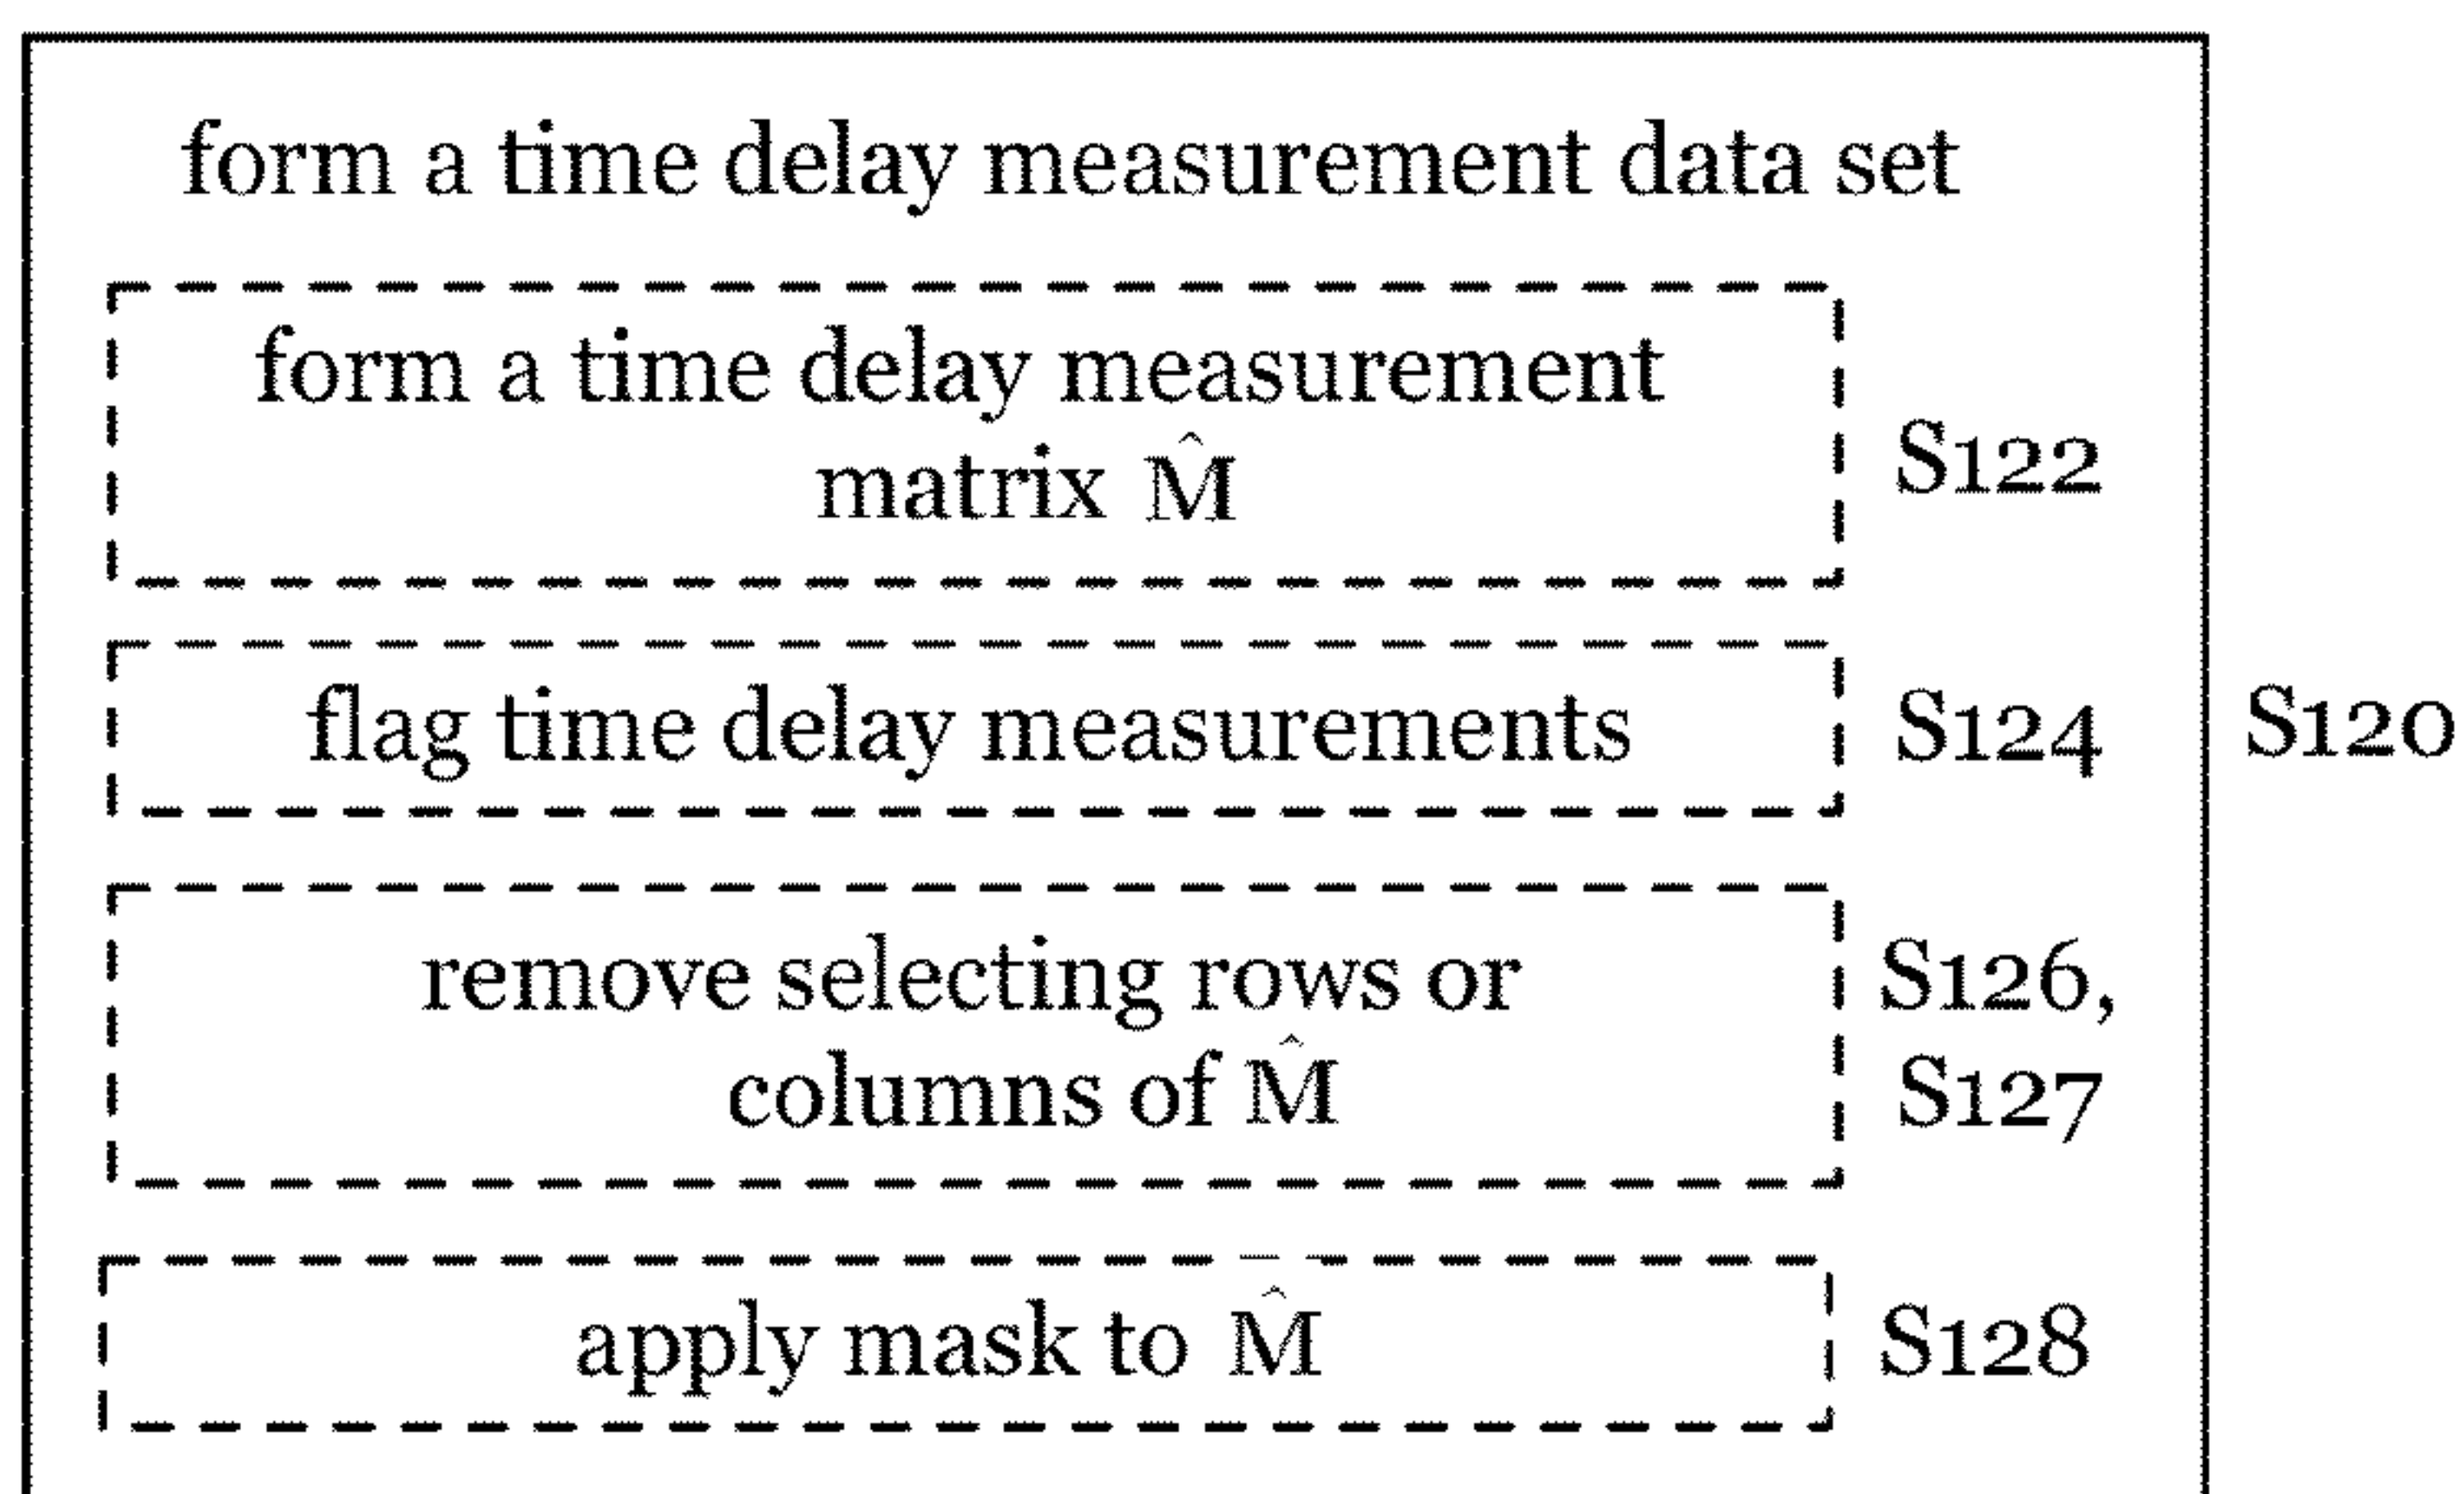 form a time delay measurement data set
form a time delay measurement
matrix M̂
S122
flag time delay measurements
S124
S120
remove selecting rows or
columns of M̂
S126,
S127
apply mask to M̂
S128